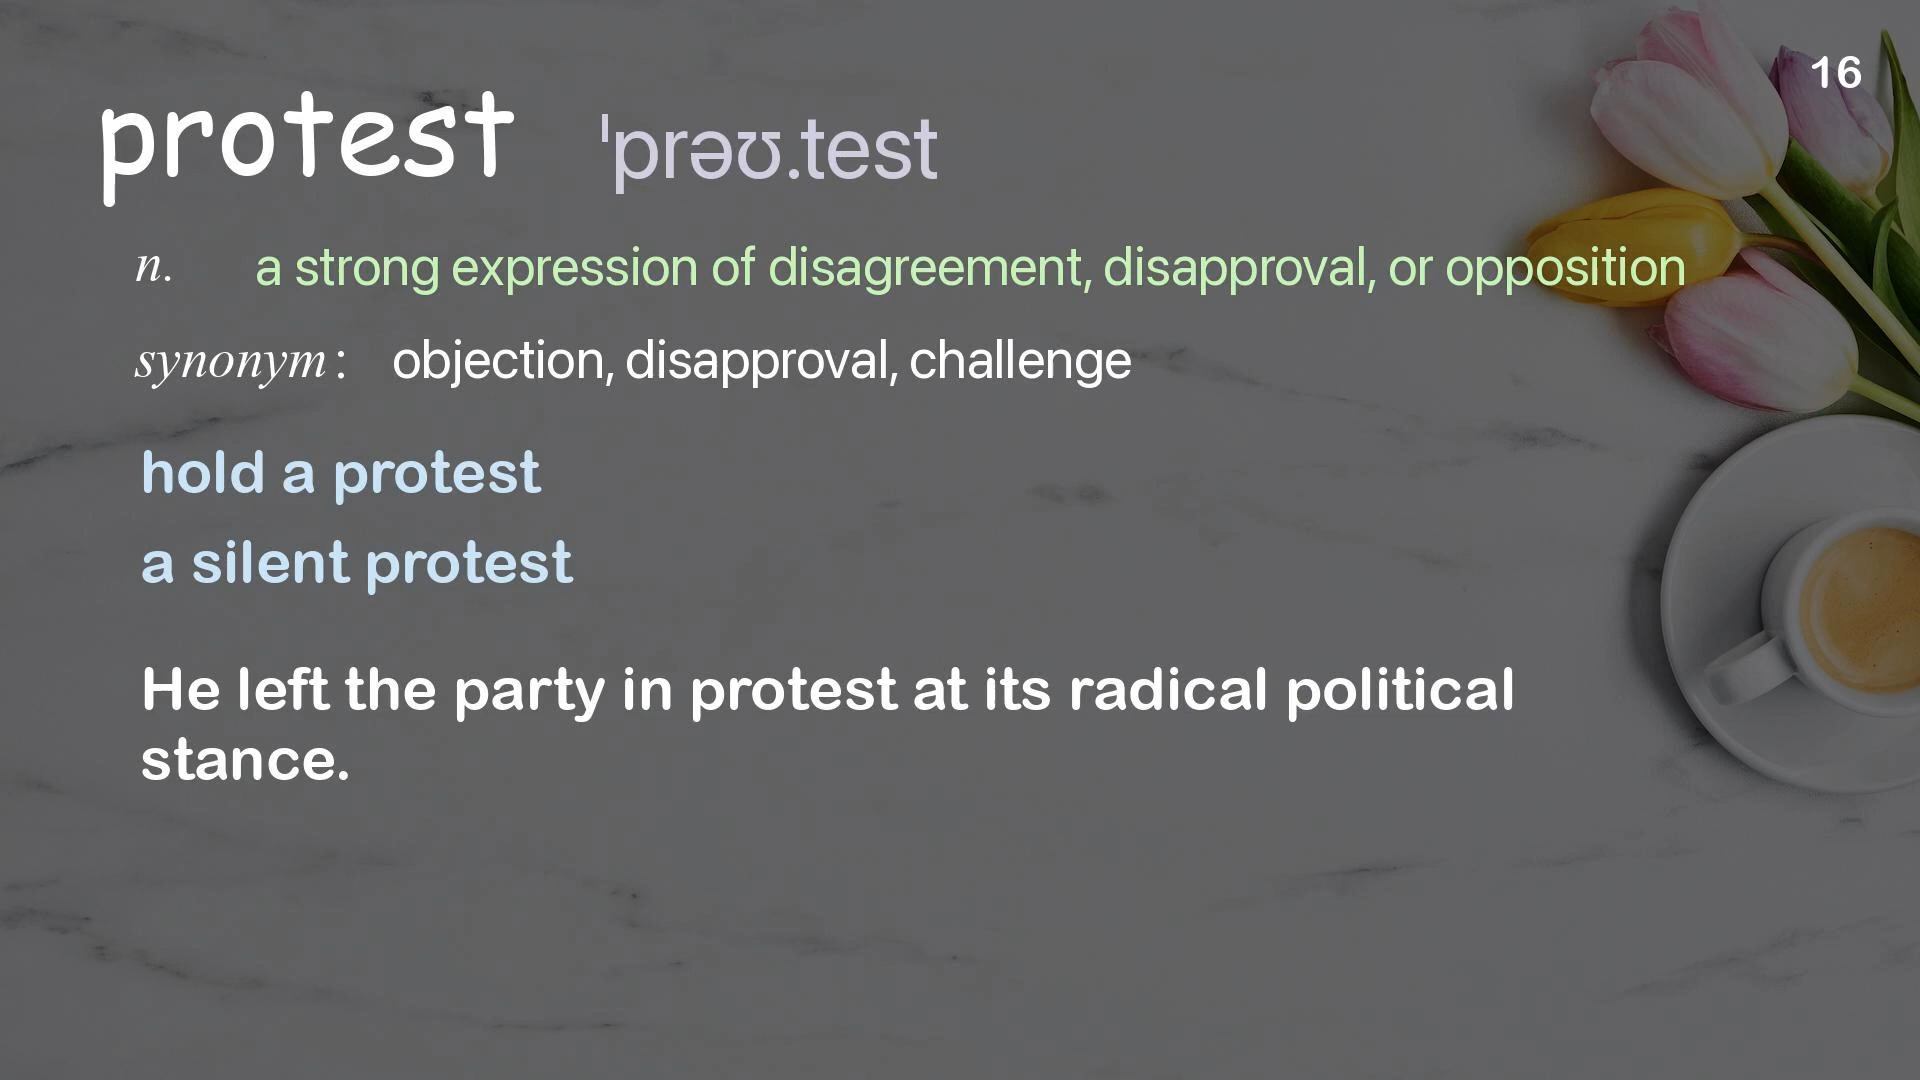 16
protest ˈprəʊ.test
n. a strong expression of disagreement, disapproval, or opposition
synonym: objection, disapproval, challenge
hold a protest
a silent protest
He left the party in protest at its radical political
stance.